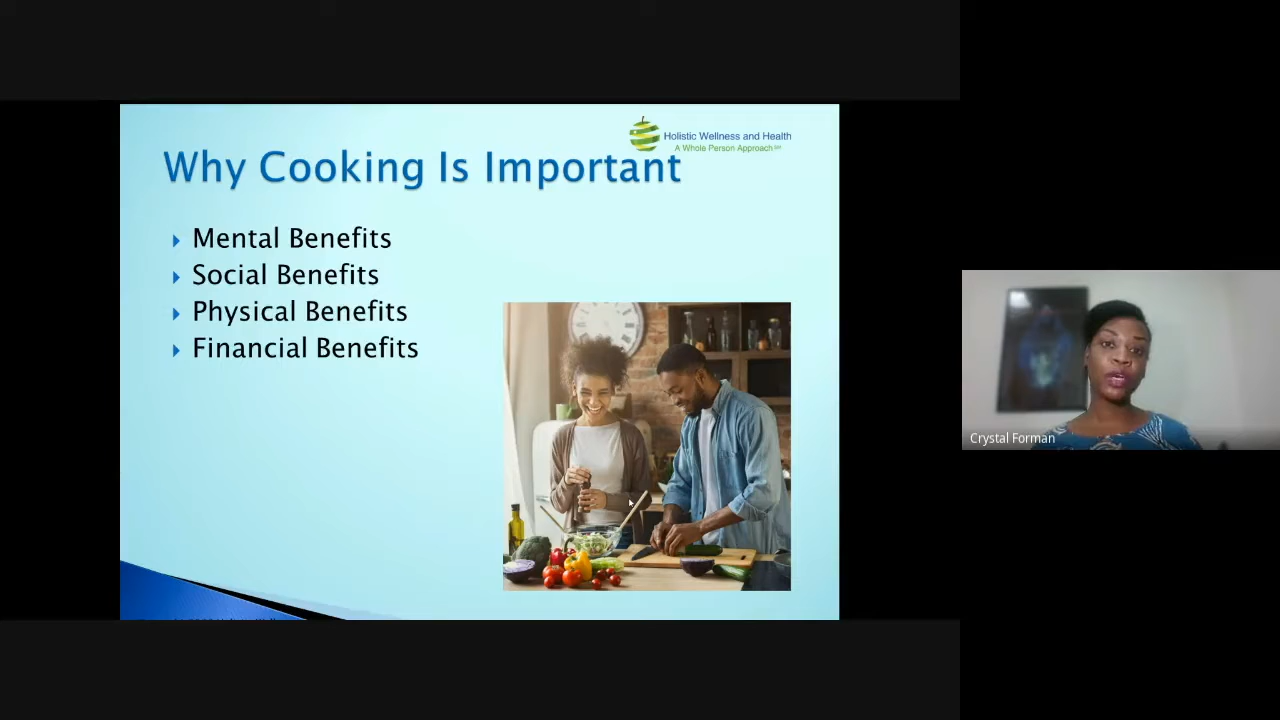 Holistic Wellness and Health
A Whole Person Approach
Why Cooking Is Important
Mental Benefits
Social Benefits
Physical Benefits
Financial Benefits
Crystal Forman